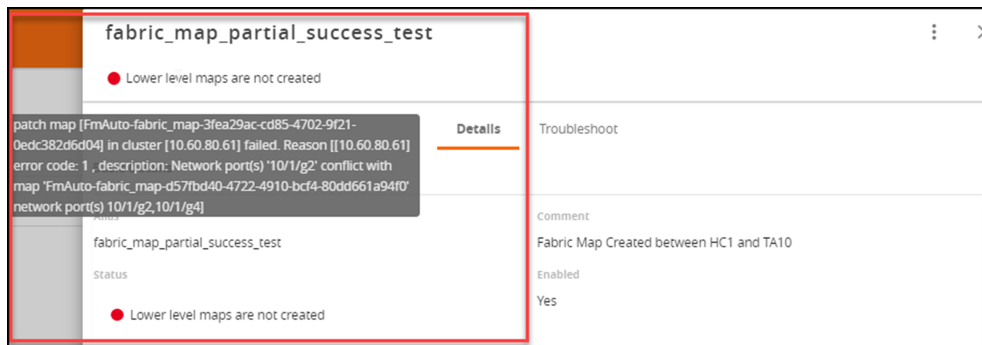 fabric_map_partial_success_test
Lower level maps are not created
patch map [FmAuto-fabric_map-3fea29ac-cd85-4702-9f21-
0edc382d6d04] in cluster [10.60.80.61] failed. Reason [[10.60.80.61]
error code: 1 , description: Network port(s) '10/1/g2' conflict with
map 'FmAuto-fabric_map-d57fbd40-4722-4910-bcf4-80dd661a94f0'
network port(s) 10/1/g2,10/1/g4]
Details
Troubleshoot
Alias
fabric_map_partial_success_test
Comment
Fabric Map Created between HC1 and TA10
Status
Lower level maps are not created
Enabled
Yes